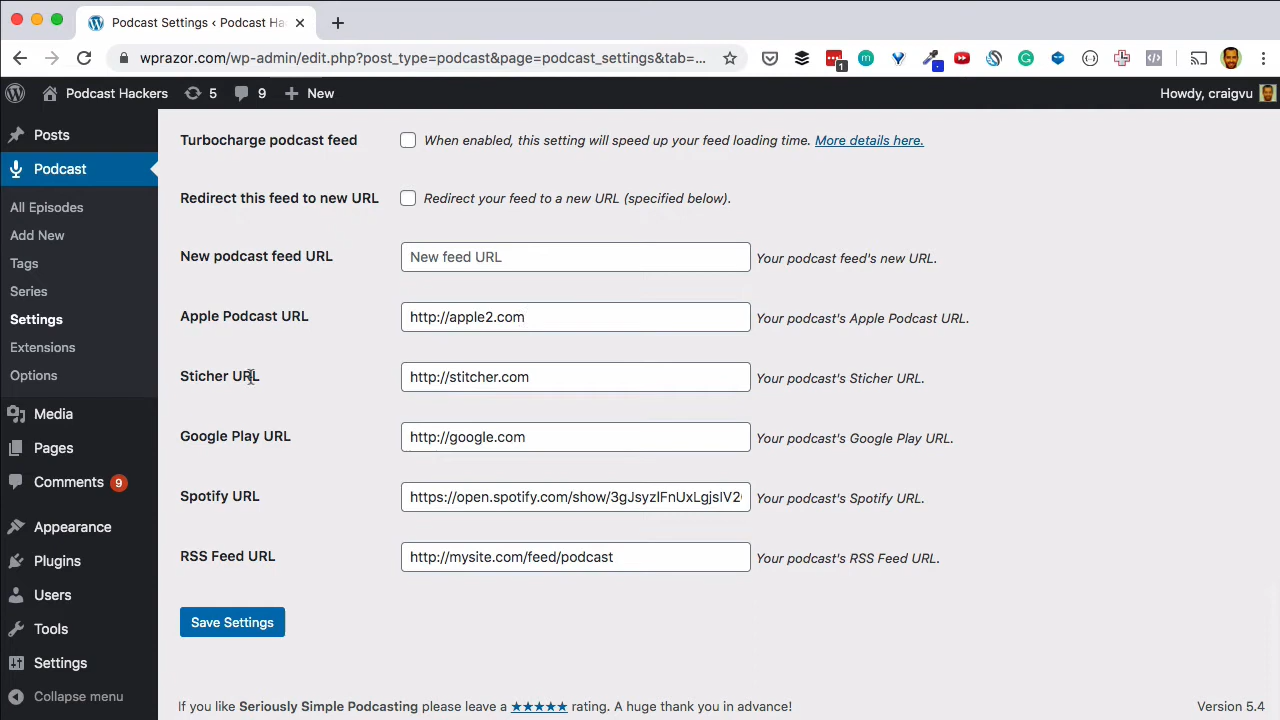 Podcast Settings ‹ Podcast Ha
wprazor.com/wp-admin/edit.php?post_type=podcast&page=podcast_settings&tab=...
1
Podcast Hackers 5 9 New Howdy, craigvu
Posts
Podcast
All Episodes
Add New
Tags
Series
Settings
Extensions
Options
Media
Pages
Comments 9
Appearance
Plugins
Users
Tools
Settings
Collapse menu
Turbocharge podcast feed When enabled, this setting will speed up your feed loading time. More details here.
Redirect this feed to new URL Redirect your feed to a new URL (specified below).
New podcast feed URL New feed URL Your podcast feed's new URL.
Apple Podcast URL http://apple2.com Your podcast's Apple Podcast URL.
Sticher URL http://stitcher.com Your podcast's Sticher URL.
Google Play URL http://google.com Your podcast's Google Play URL.
Spotify URL Your podcast's Spotify URL.
RSS Feed URL http://mysite.com/feed/podcast Your podcast's RSS Feed URL.
Save Settings
If you like Seriously Simple Podcasting please leave a ★★★★★ rating. A huge thank you in advance!
Version 5.4